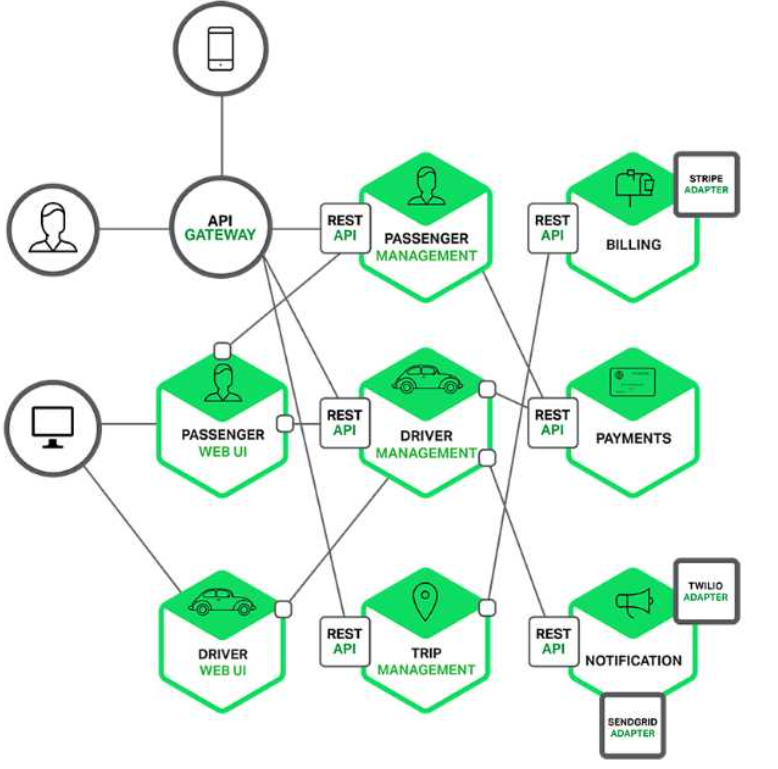 STRIPE
ADAPTER
API
GATEWAY
REST
API
PASSENGER
MANAGEMENT
REST
API
BILLING
PASSENGER
WEB UI
REST
API
DRIVER
MANAGEMENT
REST
API
PAYMENTS
TWILIO
ADAPTER
DRIVER
WEB UI
REST
API
TRIP
MANAGEMENT
REST
API
NOTIFICATION
SENDGRID
ADAPTER